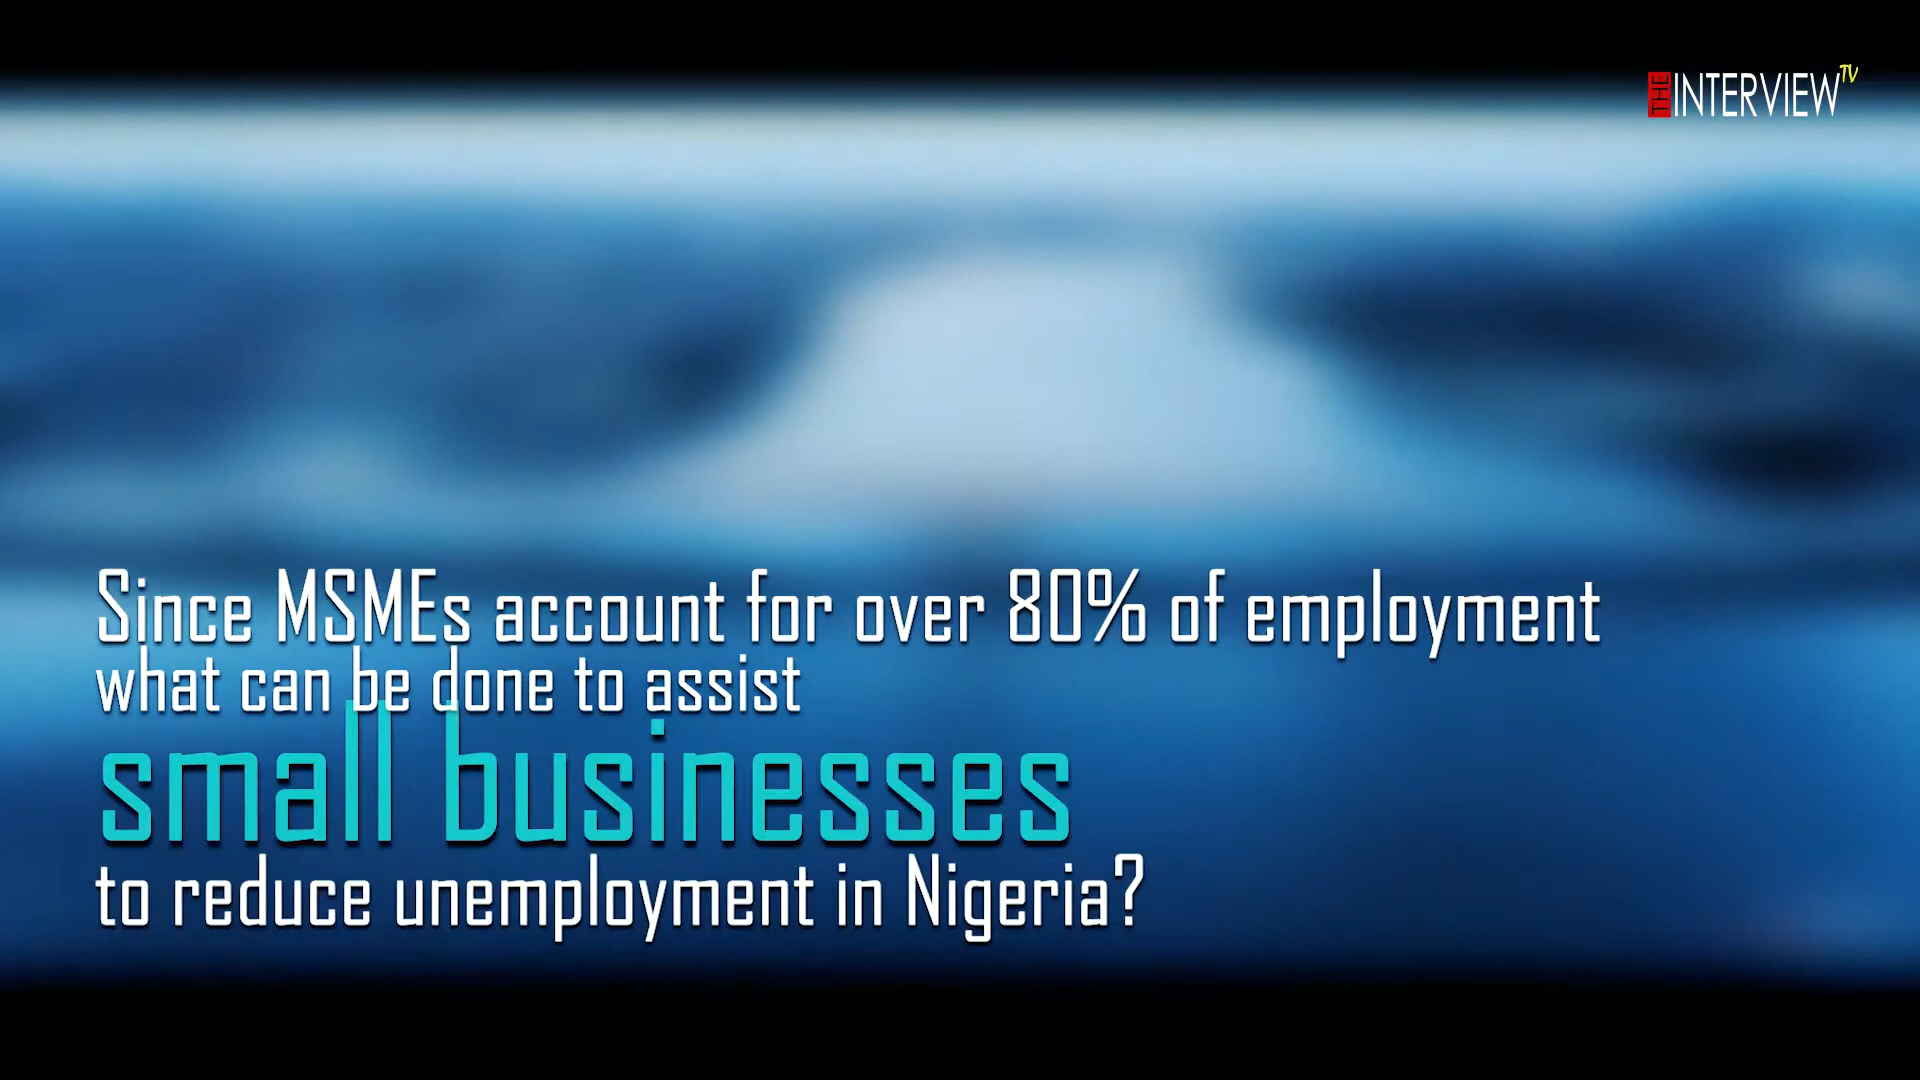 THE INTERVIEW TV
Since MSMEs account for over 80% of employment
what can be done to assist
small businesses
to reduce unemployment in Nigeria?